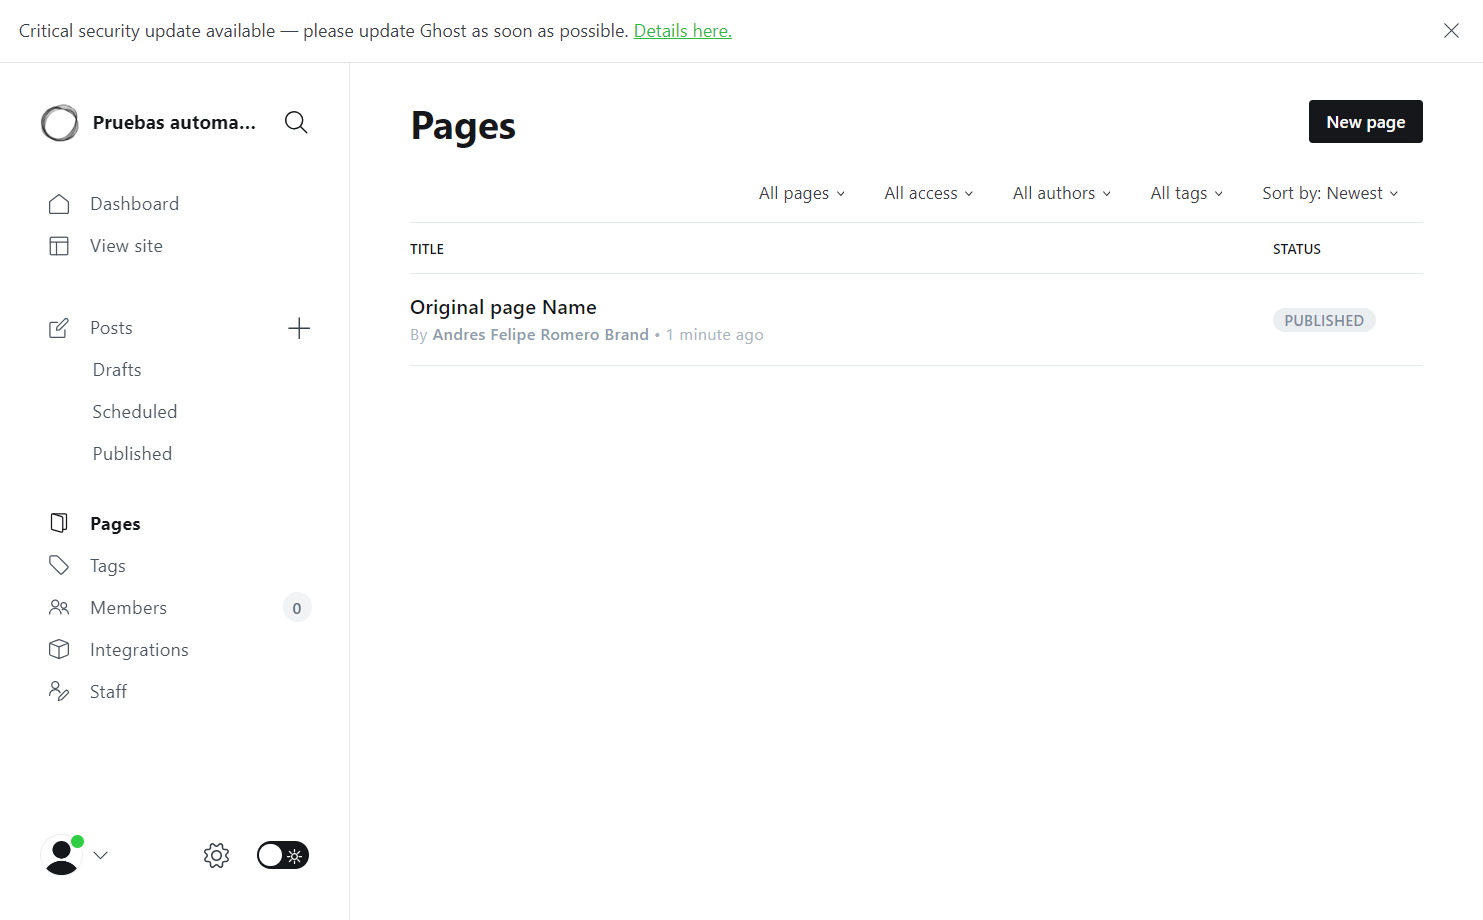 Critical security update available — please update Ghost as soon as possible. Details here.
Pruebas automa...
Dashboard
View site
Posts
Drafts
Scheduled
Published
Pages
Tags
Members 0
Integrations
Staff
Pages
New page
All pages All access All authors All tags Sort by: Newest
TITLE STATUS
Original page Name
By Andres Felipe Romero Brand • 1 minute ago
PUBLISHED